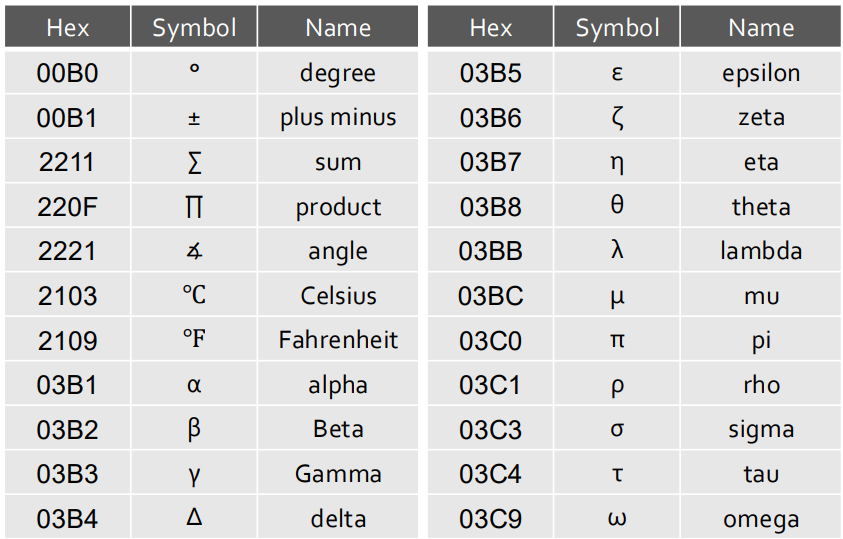 Hex Symbol Name Hex Symbol Name
00B0 ° degree 03B5 ε epsilon
00B1 ± plus minus 03B6 ζ zeta
2211 ∑ sum 03B7 η eta
220F ∏ product 03B8 θ theta
2221 ∡ angle 03BB λ lambda
2103 ℃ Celsius 03BC μ mu
2109 ℉ Fahrenheit 03C0 π pi
03B1 α alpha 03C1 ρ rho
03B2 β Beta 03C3 σ sigma
03B3 γ Gamma 03C4 τ tau
03B4 Δ delta 03C9 ω omega